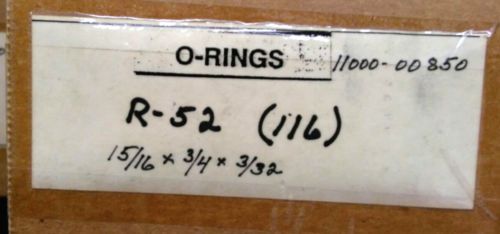 O-RINGS 11000-00850
R-52 (116)
15/16 x 3/4 x 3/32